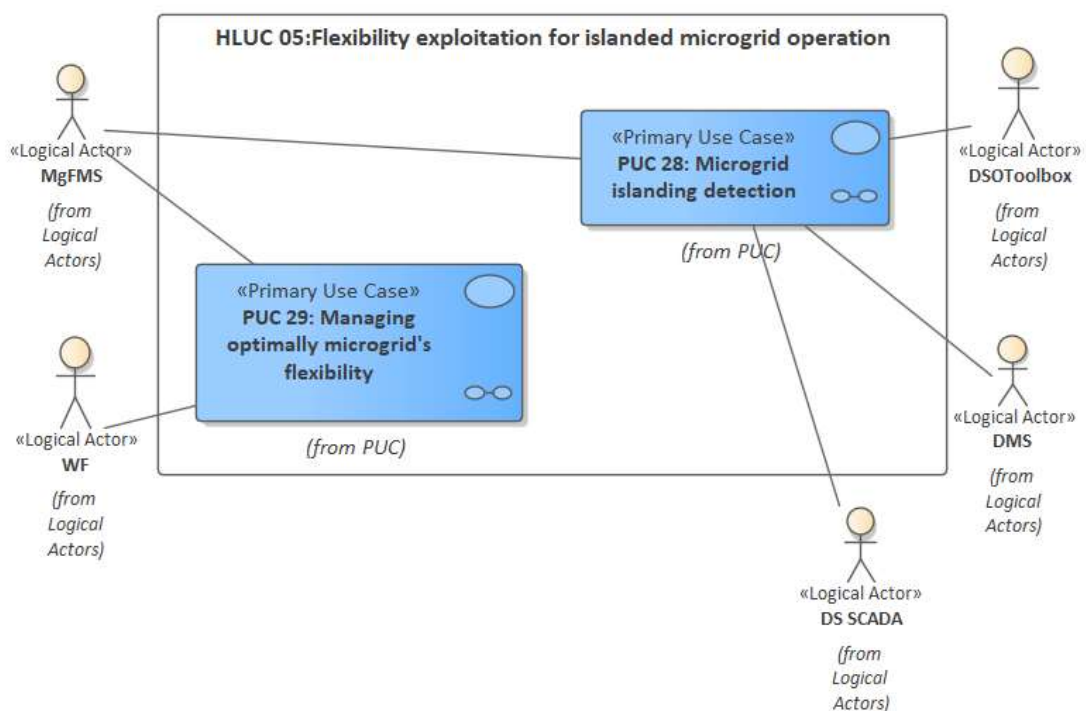 HLUC 05:Flexibility exploitation for islanded microgrid operation
«Logical Actor»
MgFMS
(from
Logical
Actors)
«Primary Use Case»
PUC 28: Microgrid
islanding detection
(from PUC)
«Logical Actor»
DSOToolbox
(from
Logical
Actors)
«Primary Use Case»
PUC 29: Managing
optimally microgrid's
flexibility
(from PUC)
«Logical Actor»
WF
(from
Logical
Actors)
«Logical Actor»
DMS
(from
Logical
Actors)
«Logical Actor»
DS SCADA
(from
Logical
Actors)